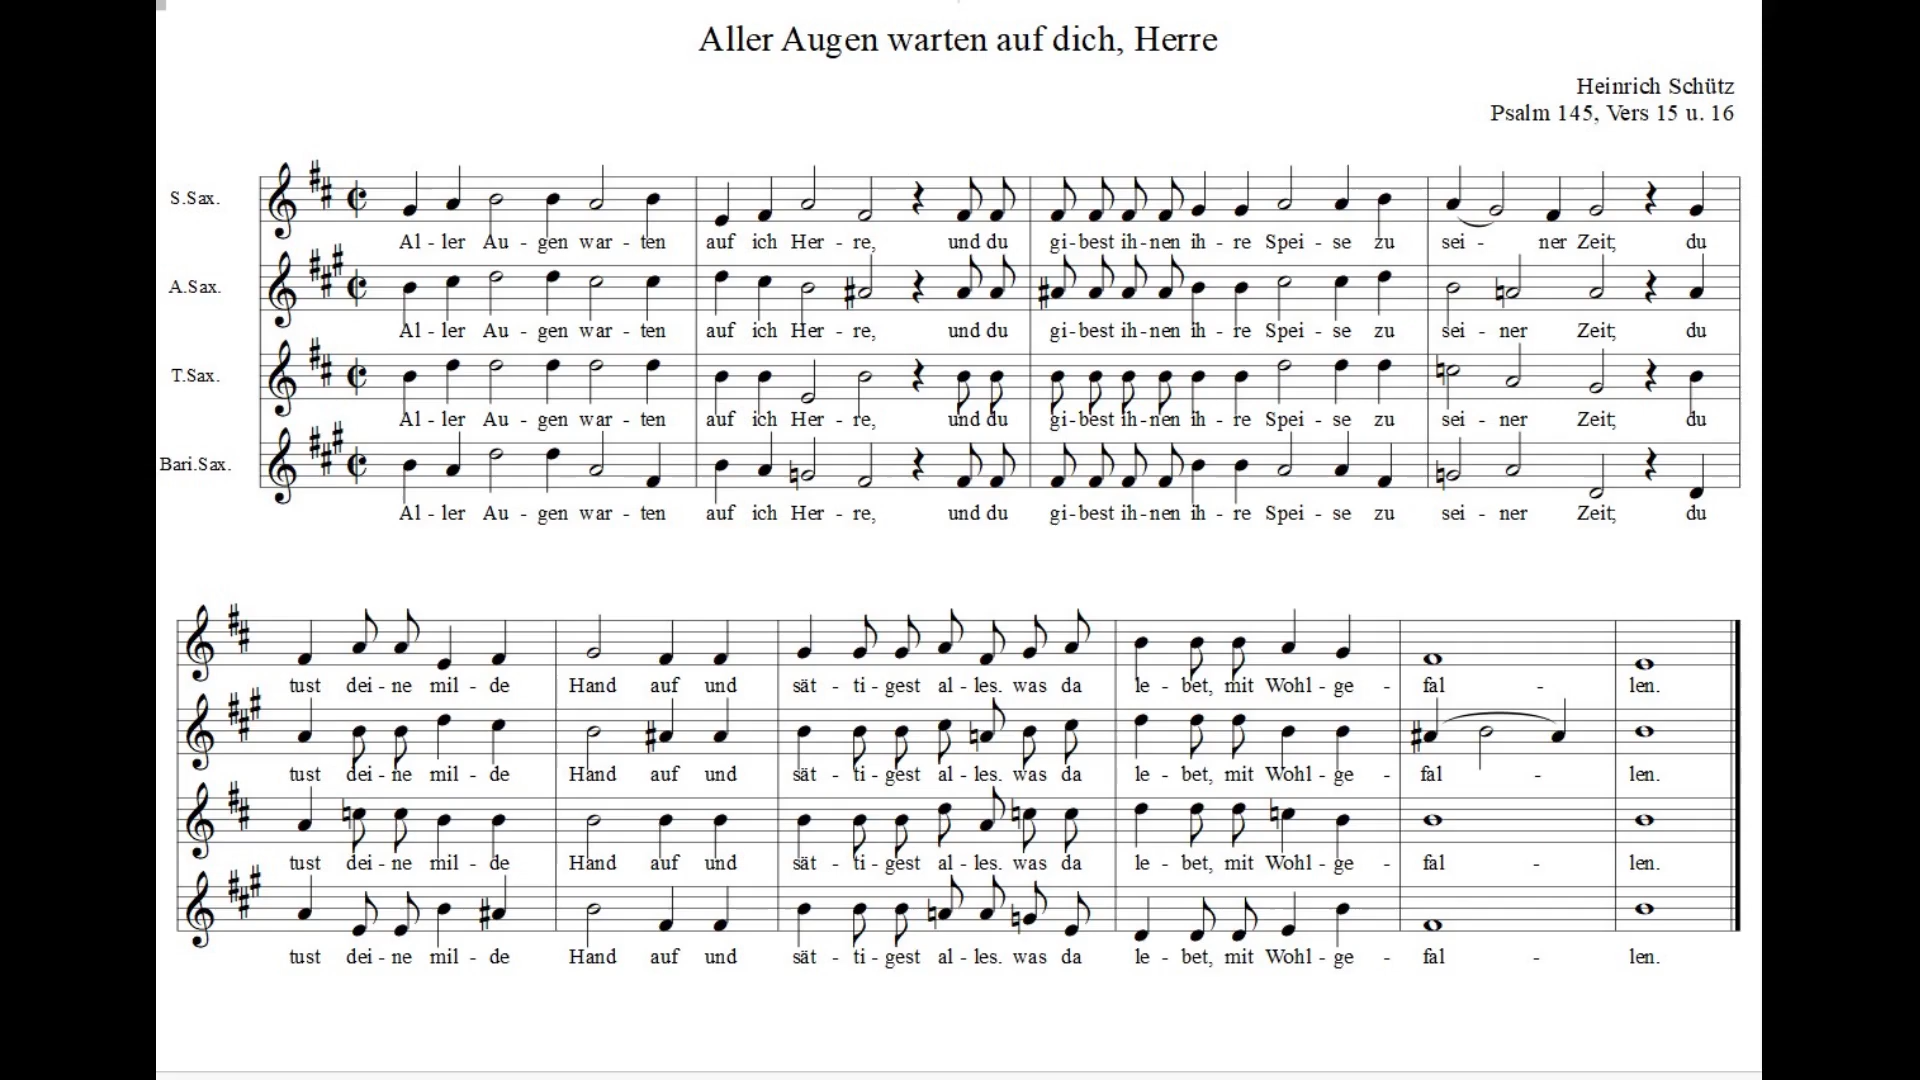 Aller Augen warten auf dich, Herre
Heinrich Schütz
Psalm 145, Vers 15 u. 16
S.Sax.
Al - ler Au - gen war - ten auf ich Her - re, und du gi - best ih - nen ih - re Spei - se zu sei - ner Zeit; du
A.Sax.
Al - ler Au - gen war - ten auf ich Her - re, und du gi - best ih - nen ih - re Spei - se zu sei - ner Zeit; du
T.Sax.
Al - ler Au - gen war - ten auf ich Her - re, und du gi - best ih - nen ih - re Spei - se zu sei - ner Zeit; du
Bari.Sax.
Al - ler Au - gen war - ten auf ich Her - re, und du gi - best ih - nen ih - re Spei - se zu sei - ner Zeit; du
tust dei - ne mil - de Hand auf und sät - ti - gest al - les. was da le - bet, mit Wohl - ge - fal - len.
tust dei - ne mil - de Hand auf und sät - ti - gest al - les. was da le - bet, mit Wohl - ge - fal - len.
tust dei - ne mil - de Hand auf und sät - ti - gest al - les. was da le - bet, mit Wohl - ge - fal - len.
tust dei - ne mil - de Hand auf und sät - ti - gest al - les. was da le - bet, mit Wohl - ge - fal - len.